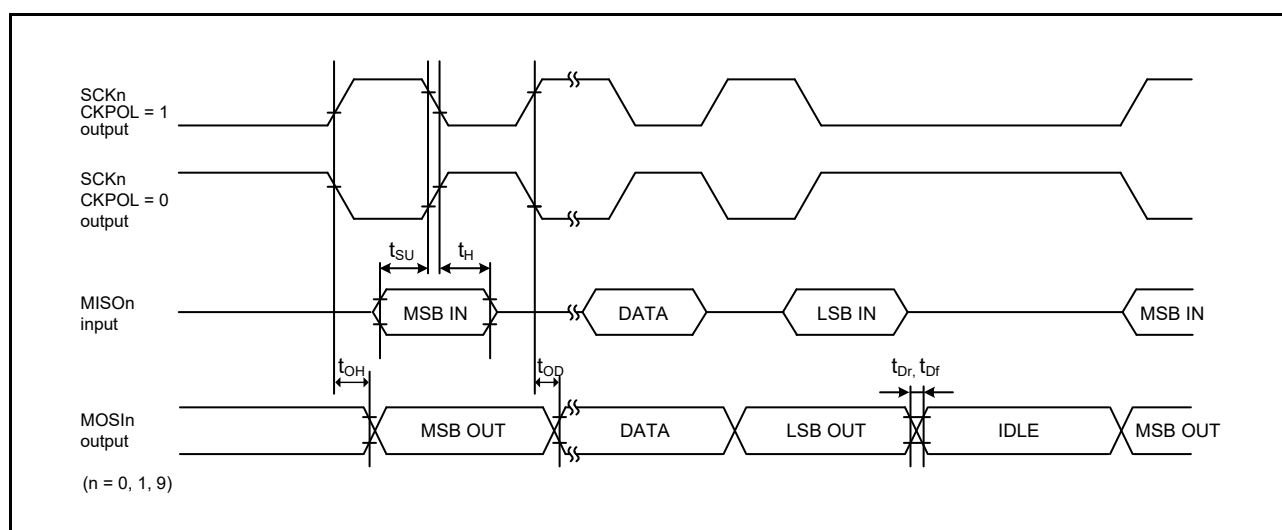 SCKn
CKPOL = 1
output
SCKn
CKPOL = 0
output
tSU
tH
MISOn
input
MSB IN
DATA
LSB IN
MSB IN
tOH
tOD
tDr, tDf
MOSIn
output
MSB OUT
DATA
LSB OUT
IDLE
MSB OUT
(n = 0, 1, 9)